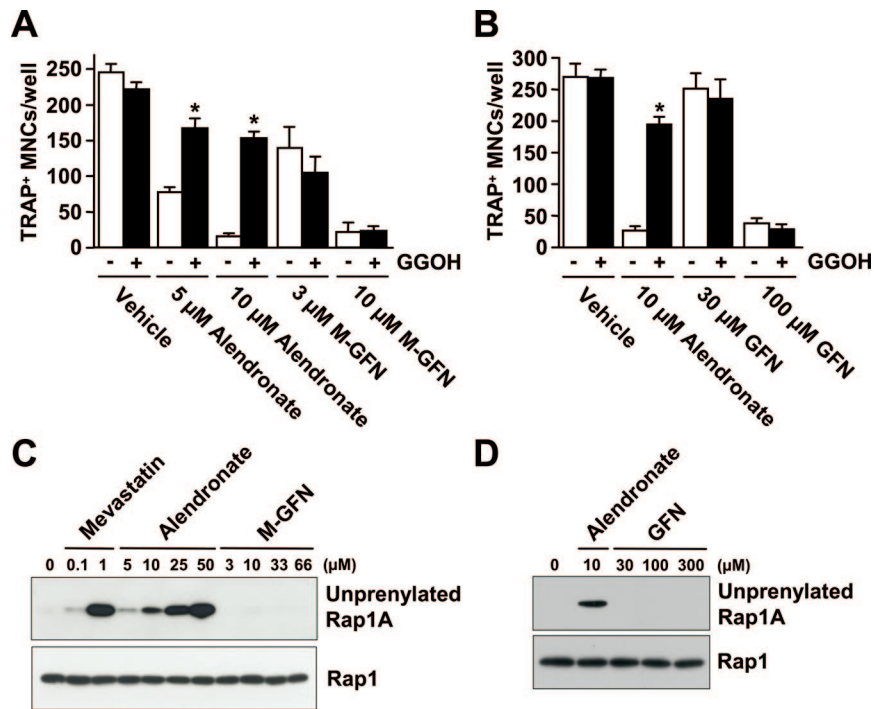 A
TRAP+ MNCs/well
250
200
150
100
50
0
* *
- + - + - + - + - + GGOH
Vehicle
5 µM Alendronate
10 µM Alendronate
3 µM M-GFN
10 µM M-GFN
B
TRAP+ MNCs/well
300
250
200
150
100
50
0
*
- + - + - + - + GGOH
Vehicle
10 µM Alendronate
30 µM GFN
100 µM GFN
C
Mevastatin
Alendronate
M-GFN
0 0.1 1 5 10 25 50 3 10 33 66 (µM)
Unprenylated
Rap1A
Rap1
D
Alendronate
GFN
0 10 30 100 300 (µM)
Unprenylated
Rap1A
Rap1